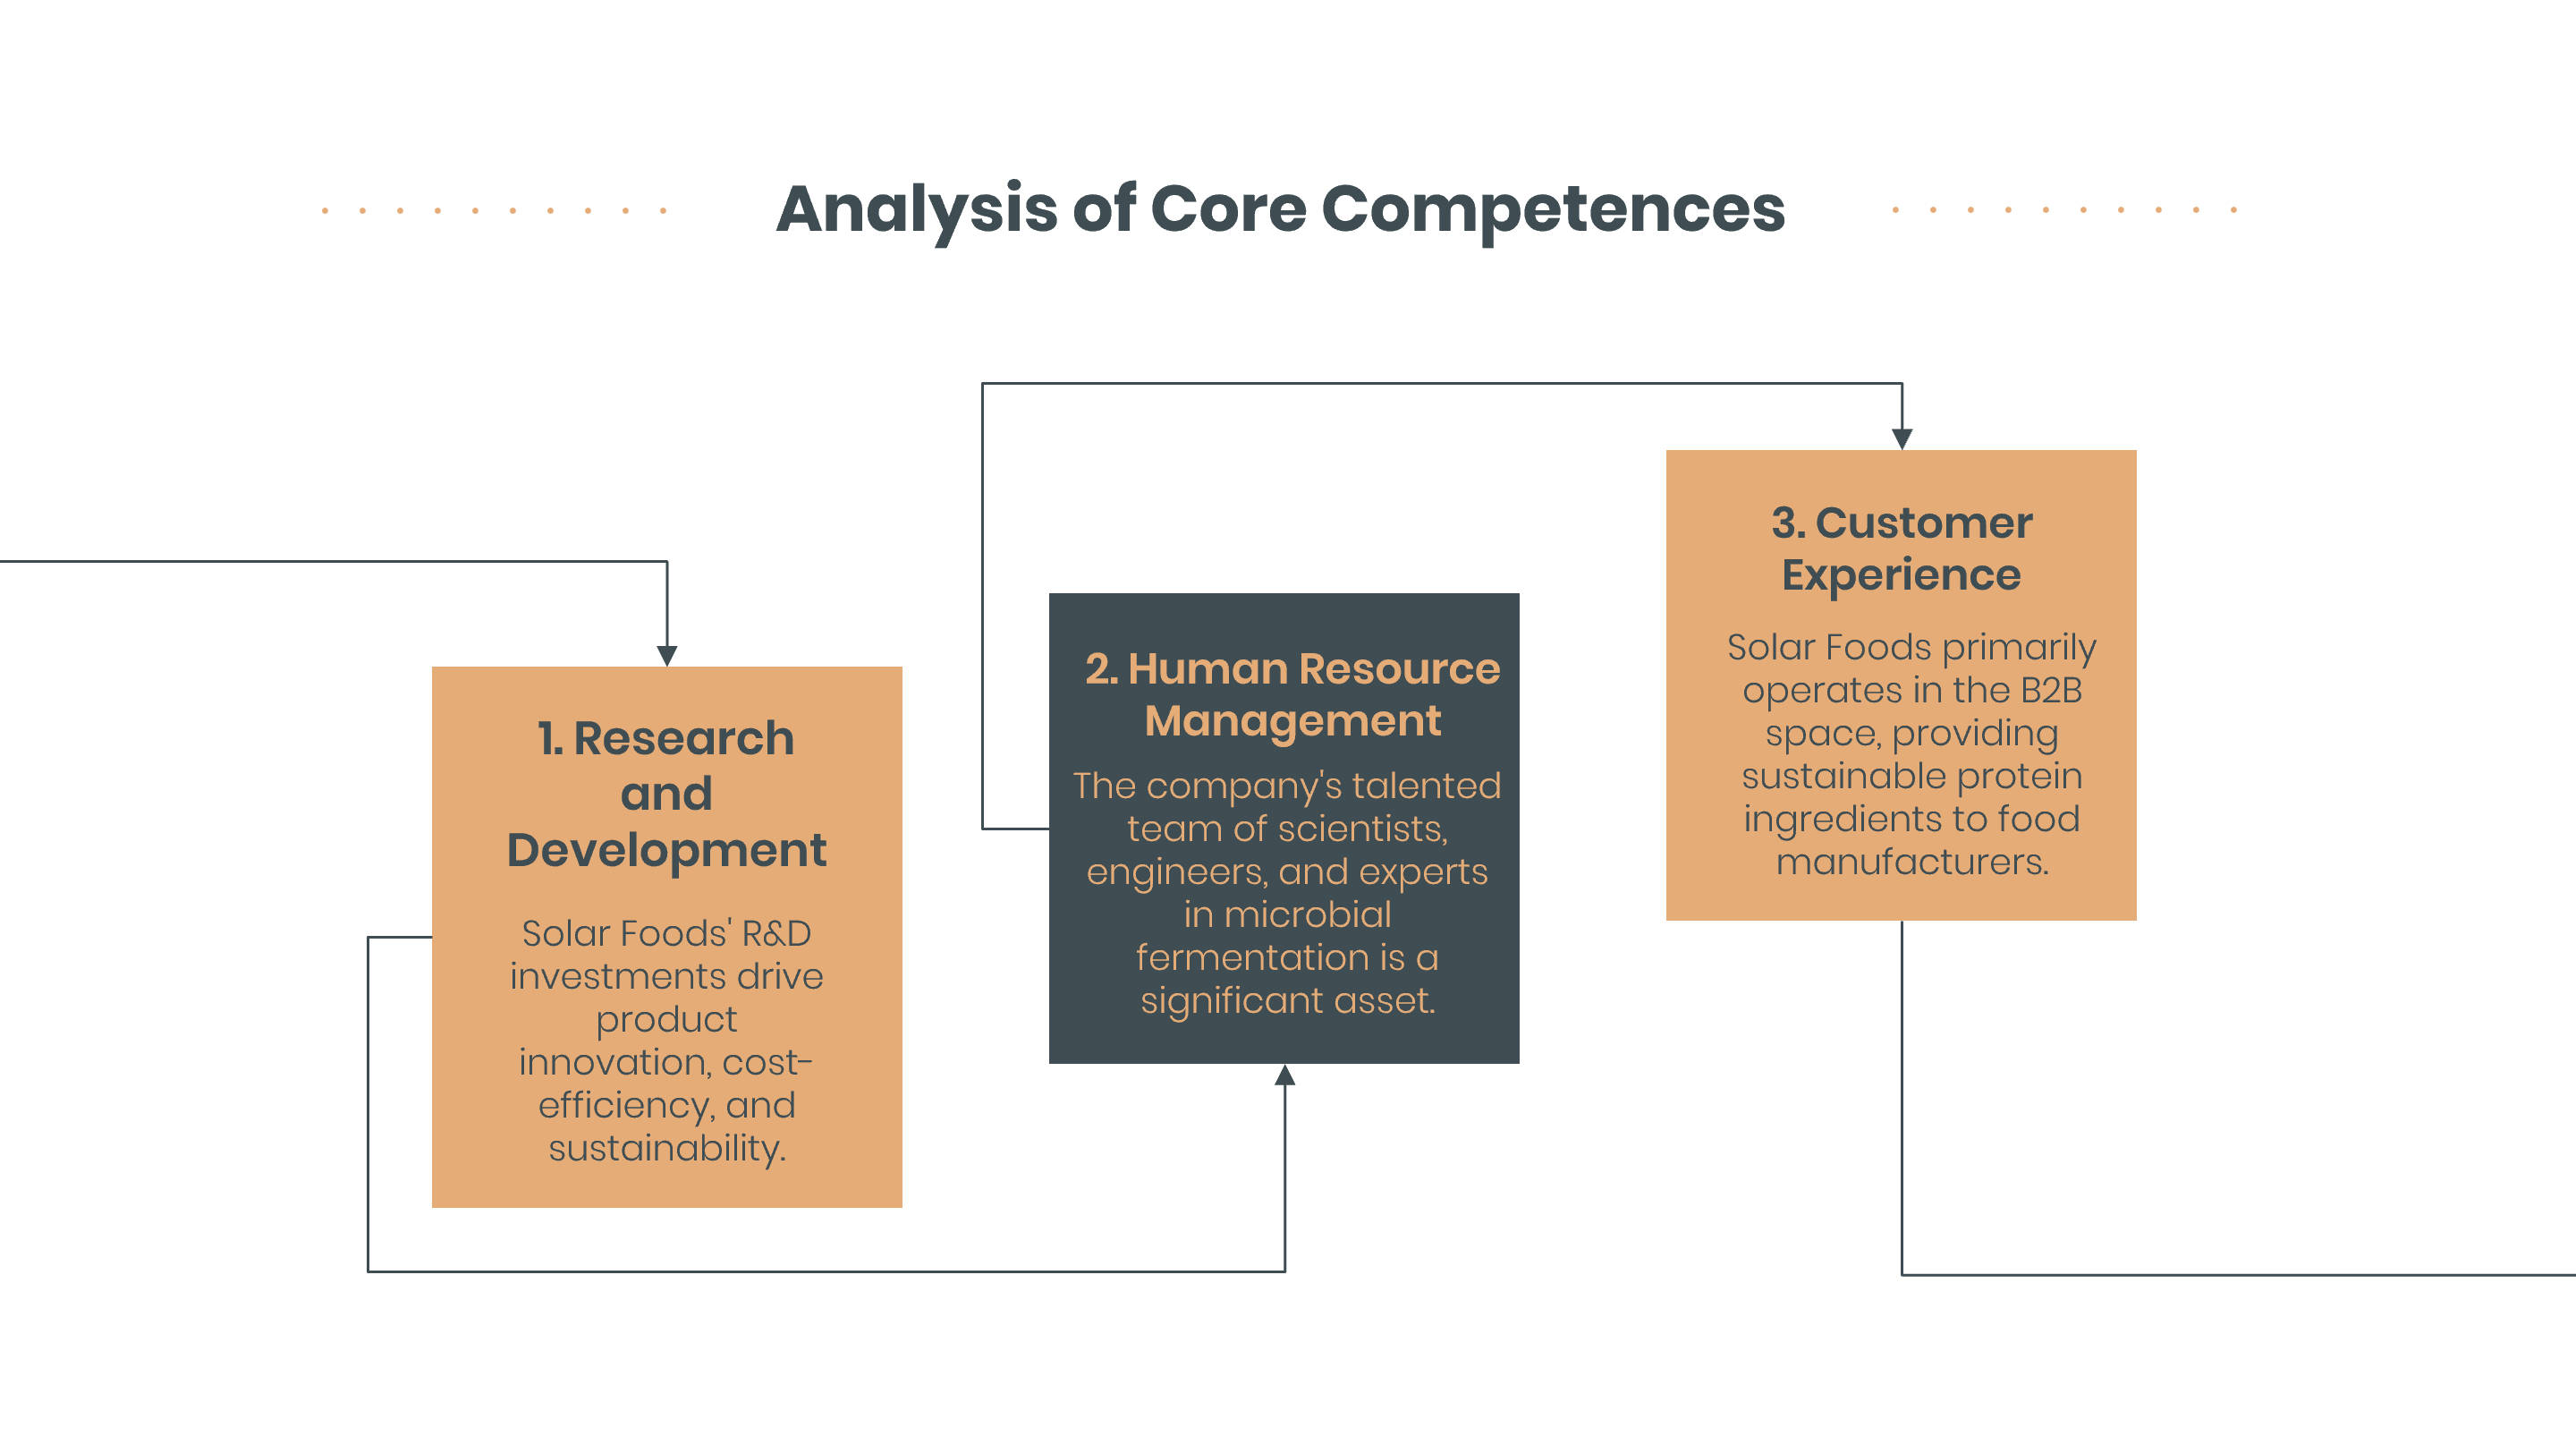 Analysis of Core Competences
1. Research
and
Development
Solar Foods' R&D
investments drive
product
innovation, cost-
efficiency, and
sustainability.
2. Human Resource
Management
The company's talented
team of scientists,
engineers, and experts
in microbial
fermentation is a
significant asset.
3. Customer
Experience
Solar Foods primarily
operates in the B2B
space, providing
sustainable protein
ingredients to food
manufacturers.